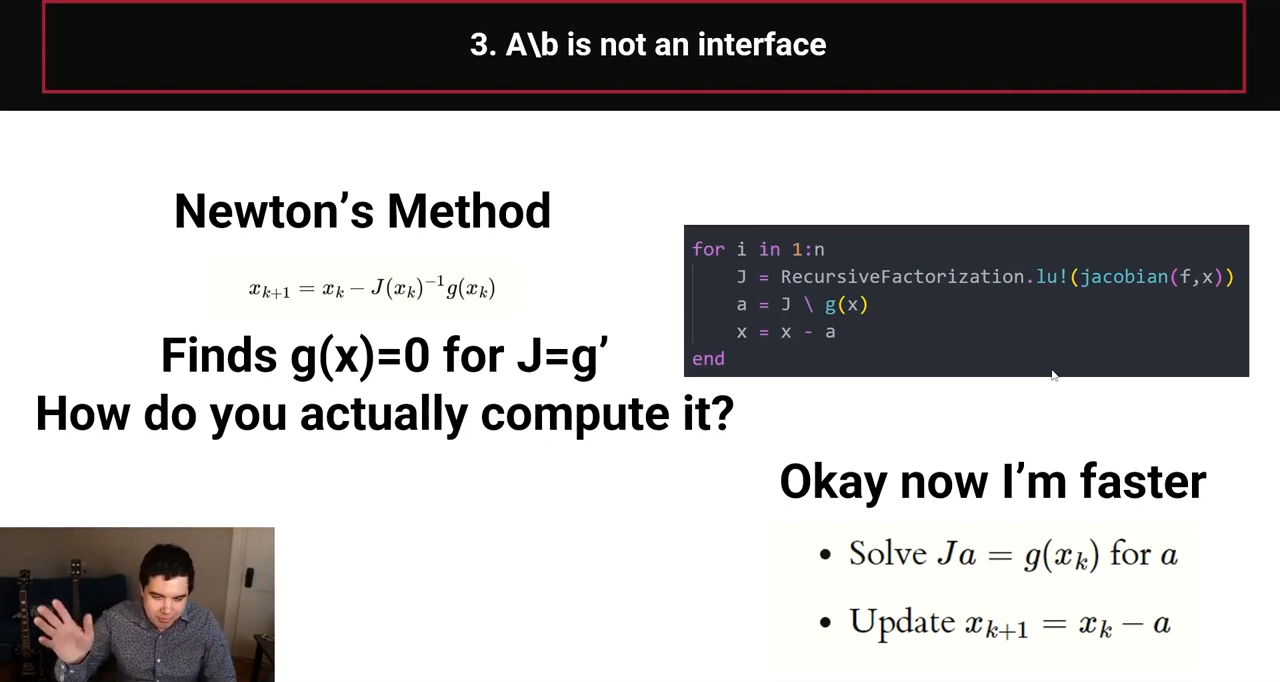 3. A\b is not an interface
Newton’s Method
x_{k+1} = x_k − J(x_k)^{−1}g(x_k)
Finds g(x)=0 for J=g’
How do you actually compute it?
for i in 1:n
J = RecursiveFactorization.lu!(jacobian(f,x))
a = J \ g(x)
x = x - a
end
Okay now I’m faster
• Solve Ja = g(x_k) for a
• Update x_{k+1} = x_k − a